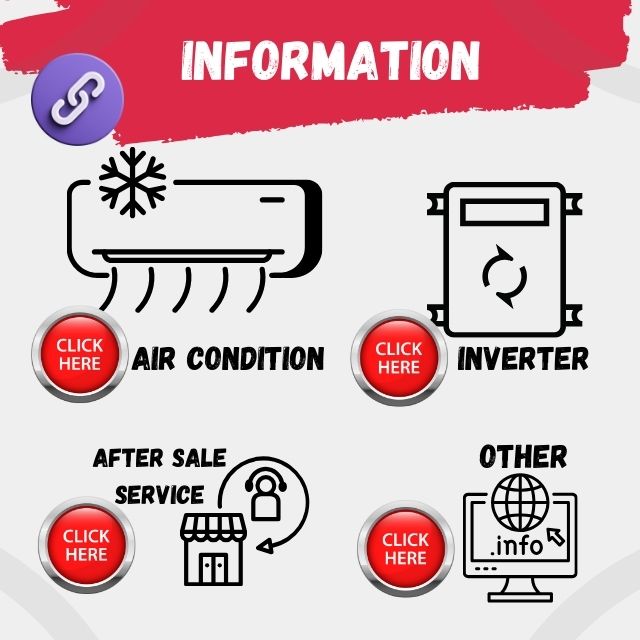 INFORMATION
CLICK
HERE
AIR CONDITION
CLICK
HERE
INVERTER
AFTER SALE
SERVICE
CLICK
HERE
OTHER
.info
CLICK
HERE